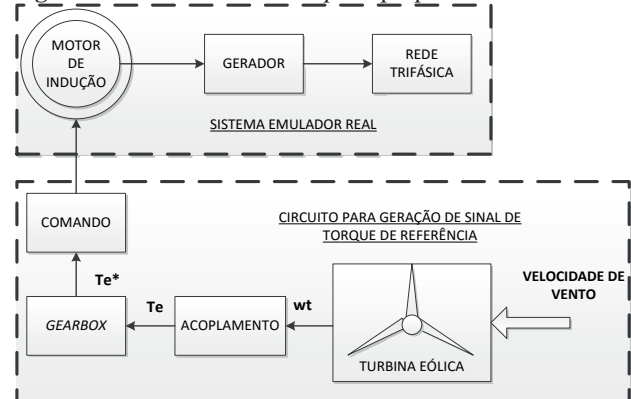 MOTOR
DE
INDUÇÃO
GERADOR
REDE
TRIFÁSICA
SISTEMA EMULADOR REAL
COMANDO
CIRCUITO PARA GERAÇÃO DE SINAL DE
TORQUE DE REFERÊNCIA
Te*
VELOCIDADE DE
VENTO
GEARBOX
Te
ACOPLAMENTO
wt
TURBINA EÓLICA